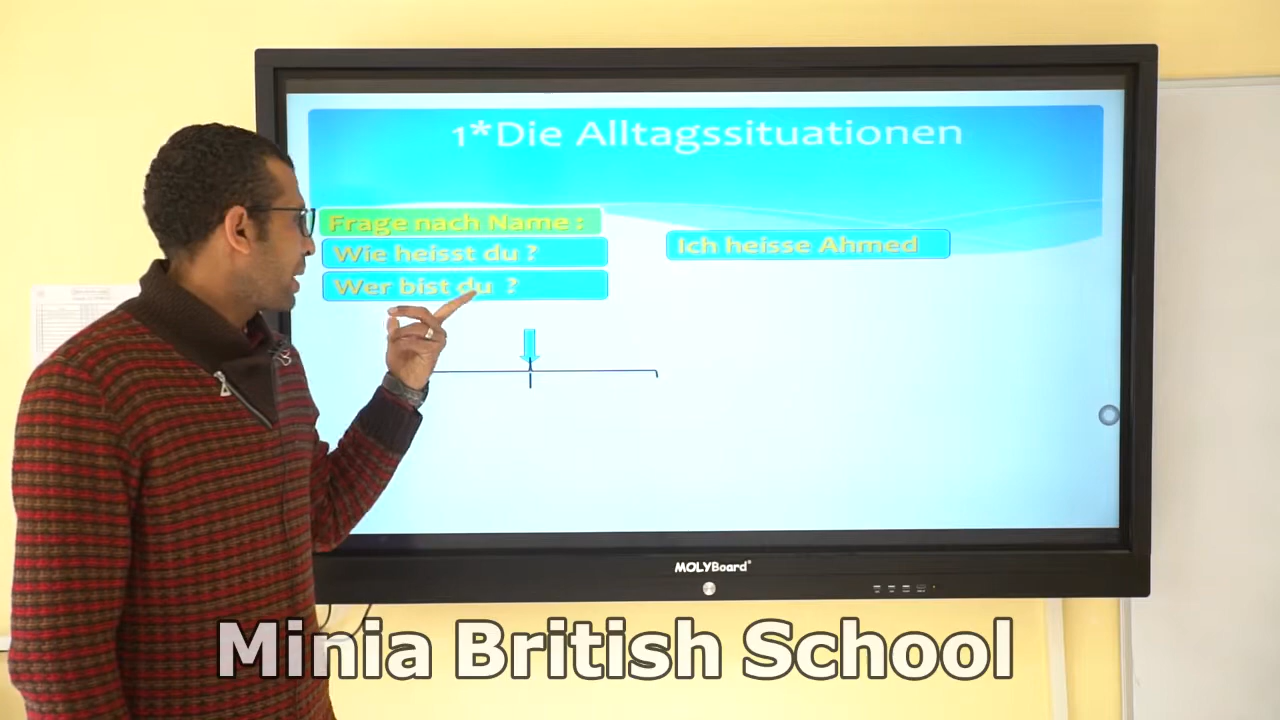 1*Die Alltagssituationen
Frage nach Name :
Wie heisst du ?
Ich heisse Ahmed
Wer bist du ?
MOLYBoard
Minia British School